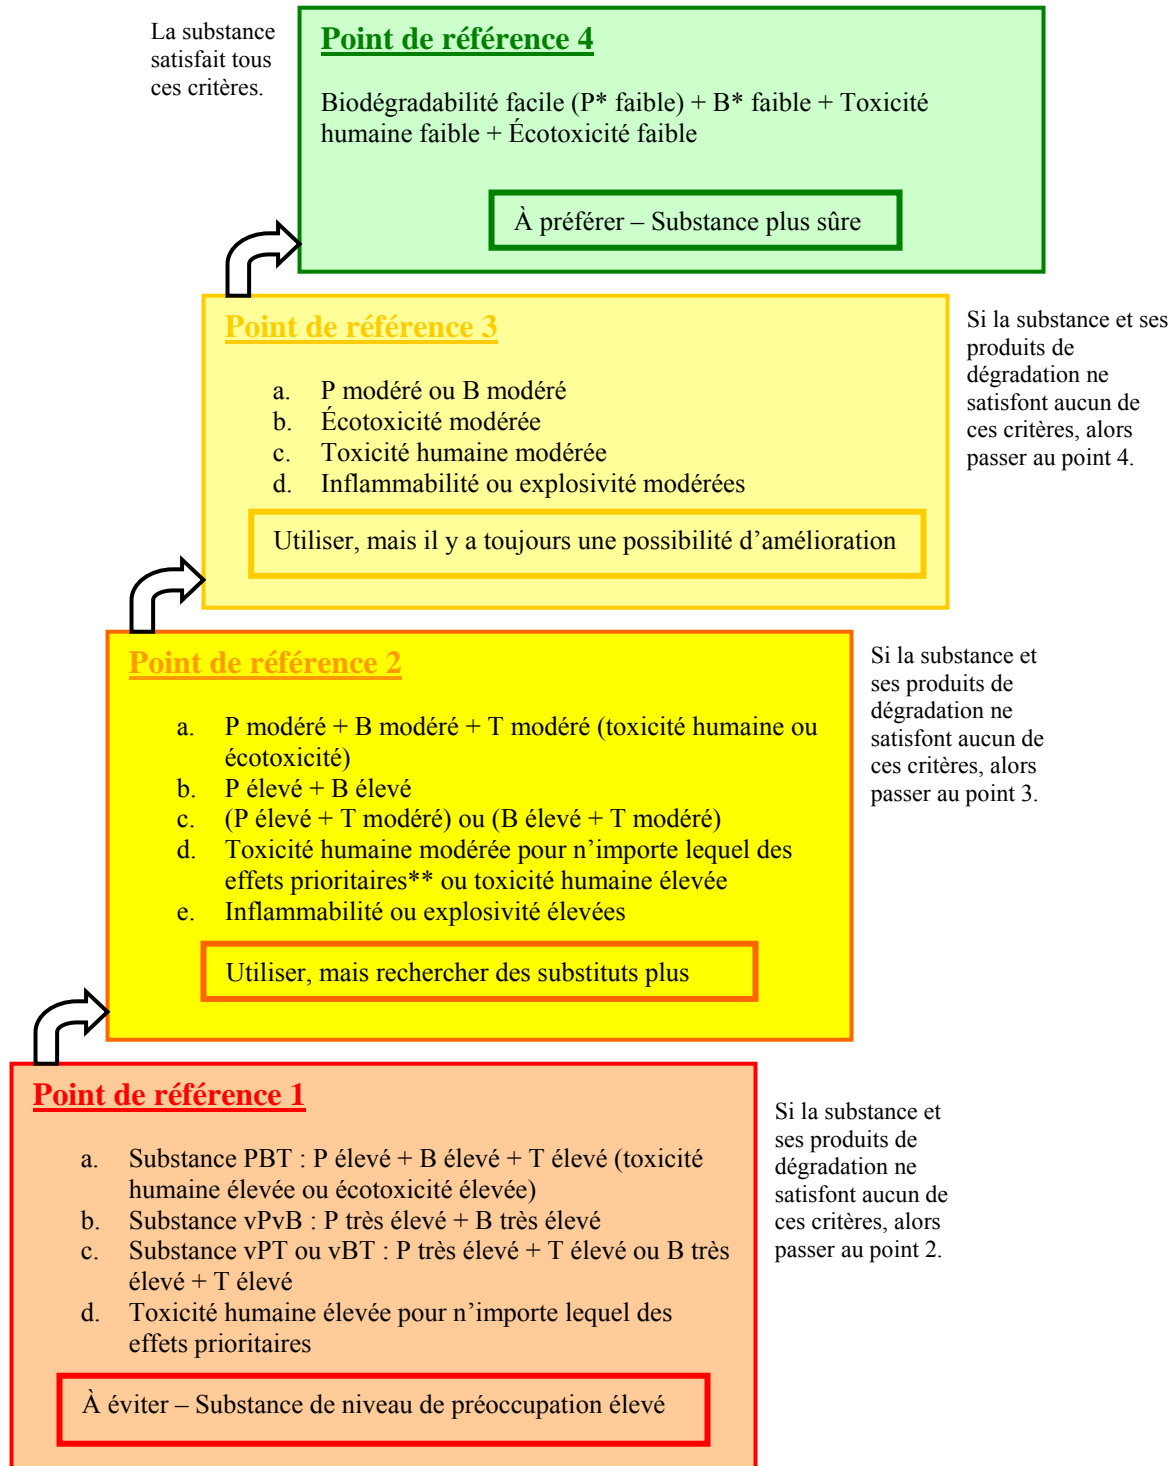 La substance
satisfait tous
ces critères.
Point de référence 4
Biodégradabilité facile (P* faible) + B* faible + Toxicité
humaine faible + Écotoxicité faible
À préférer – Substance plus sûre
Point de référence 3
a. P modéré ou B modéré
b. Écotoxicité modérée
c. Toxicité humaine modérée
d. Inflammabilité ou explosivité modérées
Utiliser, mais il y a toujours une possibilité d’amélioration
Si la substance et ses
produits de
dégradation ne
satisfont aucun de
ces critères, alors
passer au point 4.
Point de référence 2
a. P modéré + B modéré + T modéré (toxicité humaine ou
écotoxicité)
b. P élevé + B élevé
c. (P élevé + T modéré) ou (B élevé + T modéré)
d. Toxicité humaine modérée pour n’importe lequel des
effets prioritaires** ou toxicité humaine élevée
e. Inflammabilité ou explosivité élevées
Utiliser, mais rechercher des substituts plus
Si la substance et
ses produits de
dégradation ne
satisfont aucun de
ces critères, alors
passer au point 3.
Point de référence 1
a. Substance PBT : P élevé + B élevé + T élevé (toxicité
humaine élevée ou écotoxicité élevée)
b. Substance vPvB : P très élevé + B très élevé
c. Substance vPT ou vBT : P très élevé + T élevé ou B très
élevé + T élevé
d. Toxicité humaine élevée pour n’importe lequel des
effets prioritaires
À éviter – Substance de niveau de préoccupation élevé
Si la substance et
ses produits de
dégradation ne
satisfont aucun de
ces critères, alors
passer au point 2.